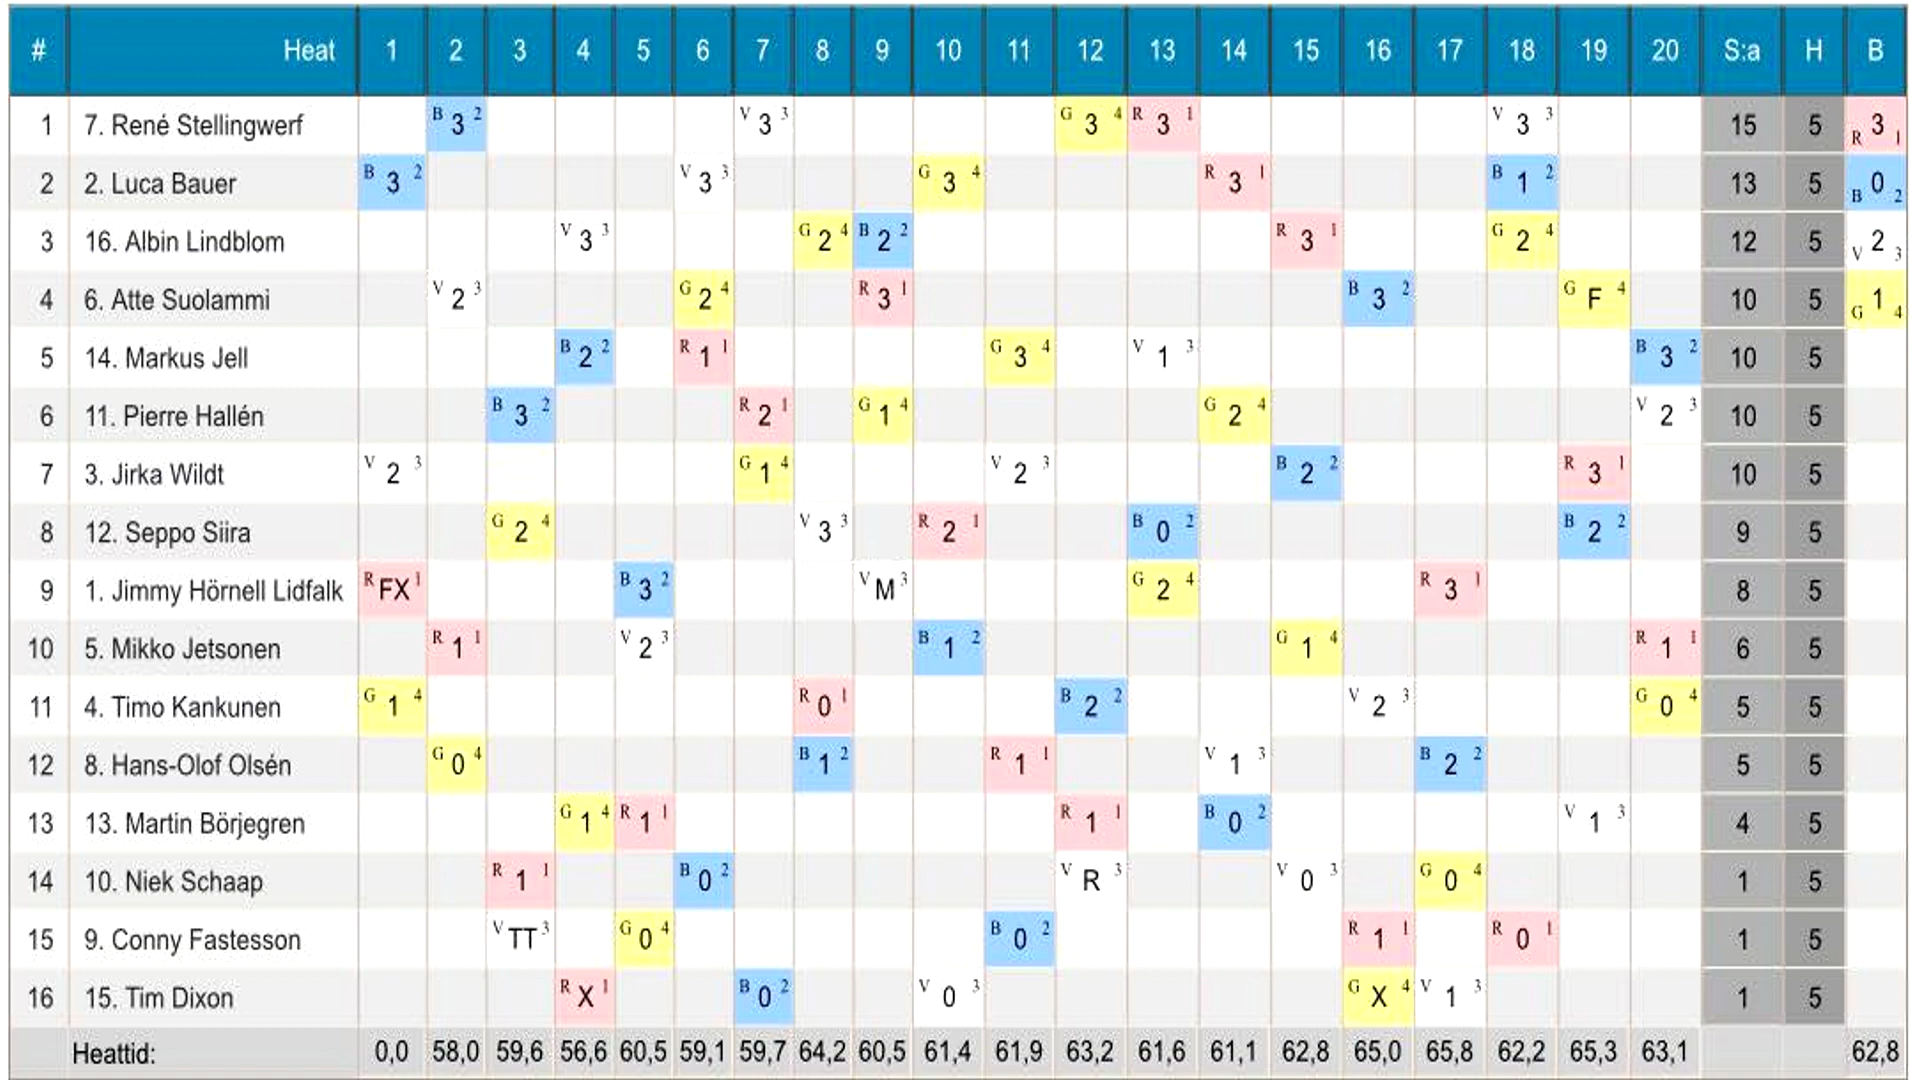 # Heat 1 2 3 4 5 6 7 8 9 10 11 12 13 14 15 16 17 18 19 20 S:a H B
1 7. René Stellingwerf B 3 2 V 3 3 G 3 4 R 3 1 V 3 3 15 5 R 3 1
2 2. Luca Bauer B 3 2 V 3 3 G 3 4 R 3 1 B 1 2 13 5 B 0 2
3 16. Albin Lindblom V 3 3 G 2 4 B 2 2 R 3 1 G 2 4 12 5 V 2 3
4 6. Atte Suolammi V 2 3 G 2 4 R 3 1 B 3 2 G F 4 10 5 G 1 4
5 14. Markus Jell B 2 2 R 1 1 G 3 4 V 1 3 B 3 2 10 5
6 11. Pierre Hallén B 3 2 R 2 1 G 1 4 G 2 4 V 2 3 10 5
7 3. Jirka Wildt V 2 3 G 1 4 V 2 3 B 2 2 R 3 1 10 5
8 12. Seppo Siira G 2 4 V 3 3 R 2 1 B 0 2 B 2 2 9 5
9 1. Jimmy Hörnell Lidfalk R FX 1 B 3 2 V M 3 G 2 4 R 3 1 8 5
10 5. Mikko Jetsonen R 1 1 V 2 3 B 1 2 G 1 4 R 1 1 6 5
11 4. Timo Kankunen G 1 4 R 0 1 B 2 2 V 2 3 G 0 4 5 5
12 8. Hans-Olof Olsén G 0 4 B 1 2 R 1 1 V 1 3 B 2 2 5 5
13 13. Martin Börjegren G 1 4 R 1 1 R 1 1 B 0 2 V 1 3 4 5
14 10. Niek Schaap R 1 1 B 0 2 V R 3 V 0 3 G 0 4 1 5
15 9. Conny Fastesson V TT 3 G 0 4 B 0 2 R 1 1 R 0 1 1 5
16 15. Tim Dixon R X 1 B 0 2 V 0 3 G X 4 V 1 3 1 5
Heattid: 0,0 58,0 59,6 56,6 60,5 59,1 59,7 64,2 60,5 61,4 61,9 63,2 61,6 61,1 62,8 65,0 65,8 62,2 65,3 63,1 62,8